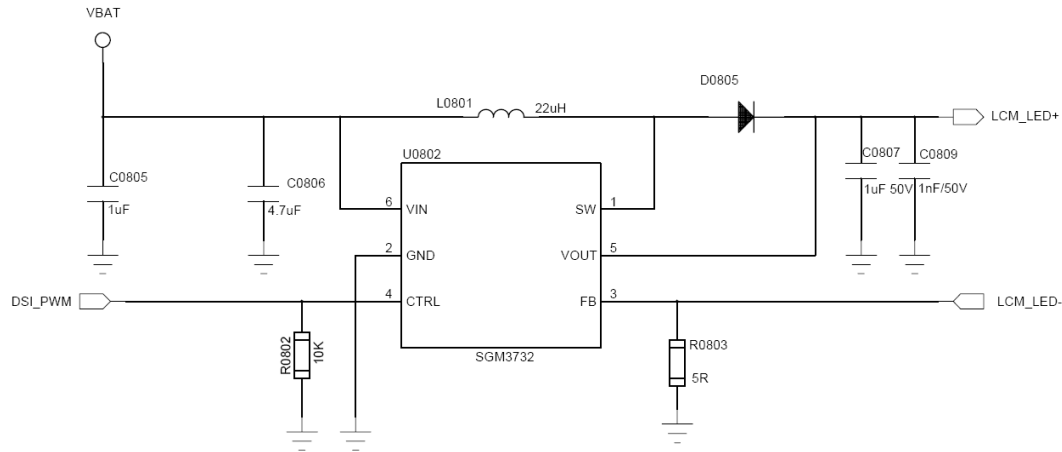 VBAT
D0805
L0801
22uH
LCM_LED+
U0802
C0807
C0809
C0805
C0806
1uF 50V
1nF/50V
1uF
4.7uF
6
VIN
SW
1
2
GND
VOUT
5
DSI_PWM
4
CTRL
FB
3
LCM_LED-
R0802
10K
R0803
SGM3732
5R